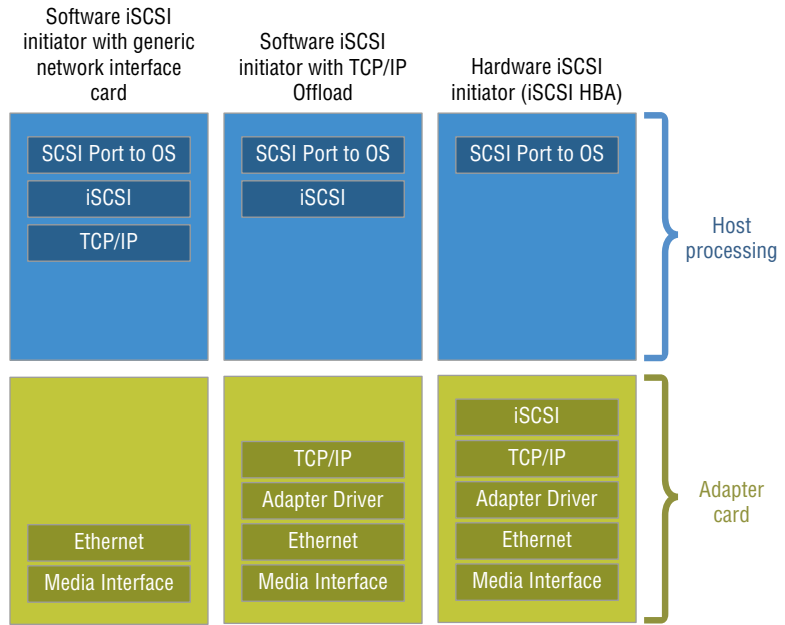 Software iSCSI
initiator with generic
network interface
card
Software iSCSI
initiator with TCP/IP
Offload
Hardware iSCSI
initiator (iSCSI HBA)
SCSI Port to OS
iSCSI
TCP/IP
SCSI Port to OS
iSCSI
SCSI Port to OS
Host
processing
Ethernet
Media Interface
TCP/IP
Adapter Driver
Ethernet
Media Interface
iSCSI
TCP/IP
Adapter Driver
Ethernet
Media Interface
Adapter
card